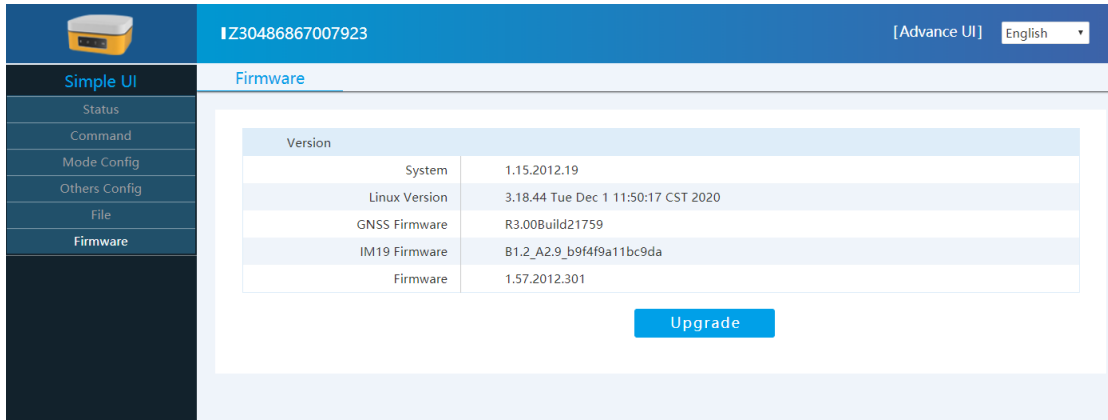 IZ30486867007923 [Advance UI] English
Simple UI
Status
Command
Mode Config
Others Config
File
Firmware
Firmware
Version
System 1.15.2012.19
Linux Version 3.18.44 Tue Dec 1 11:50:17 CST 2020
GNSS Firmware R3.00Build21759
IM19 Firmware B1.2_A2.9_b9f4f9a11bc9da
Firmware 1.57.2012.301
Upgrade